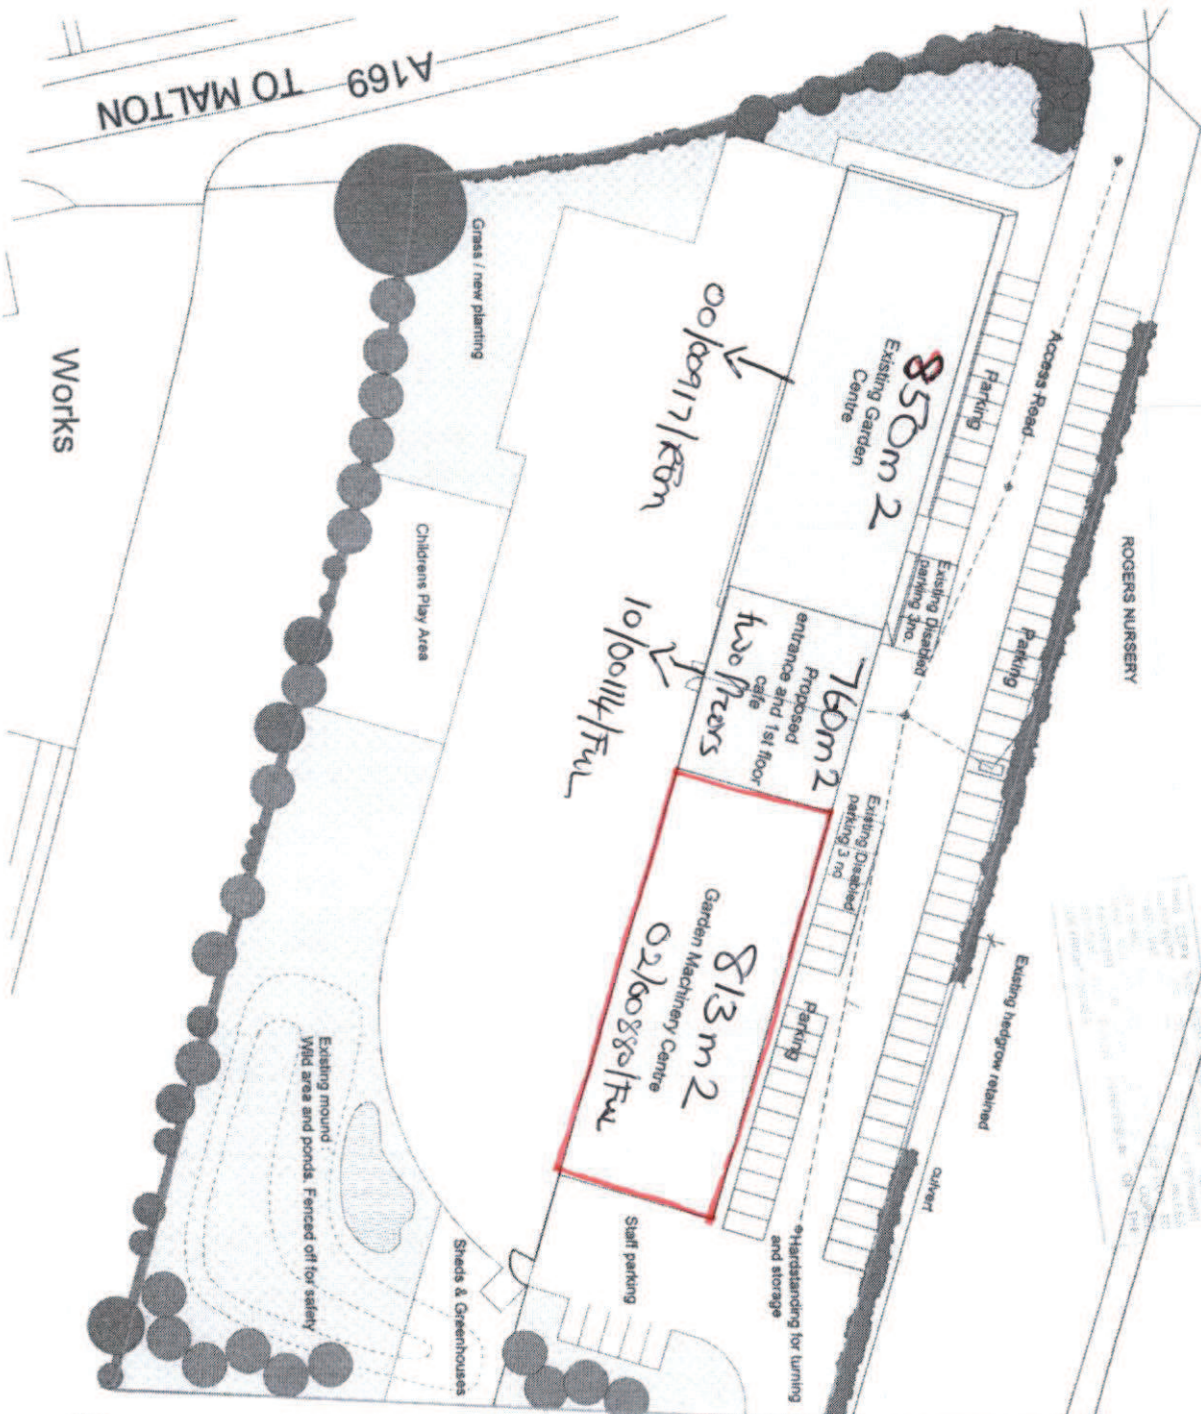 A169 TO MALTON
Works
Grass / new planting
Childrens Play Area
00/00917/REM
850m2
Existing Garden
Centre
Parking
Access Road
ROGERS NURSERY
Parking
Existing Disabled
parking 3no.
760m2
Proposed
entrance and 1st floor
cafe
two floors
10/00114/Ful
Existing Disabled
parking 3 no
813m2
Garden Machinery Centre
02/00880/Ful
Parking
Existing hedgrow retained
culvert
Hardstanding for turning
and storage
Staff parking
Sheds & Greenhouses
Existing mound :
Wild area and ponds. Fenced off for safety